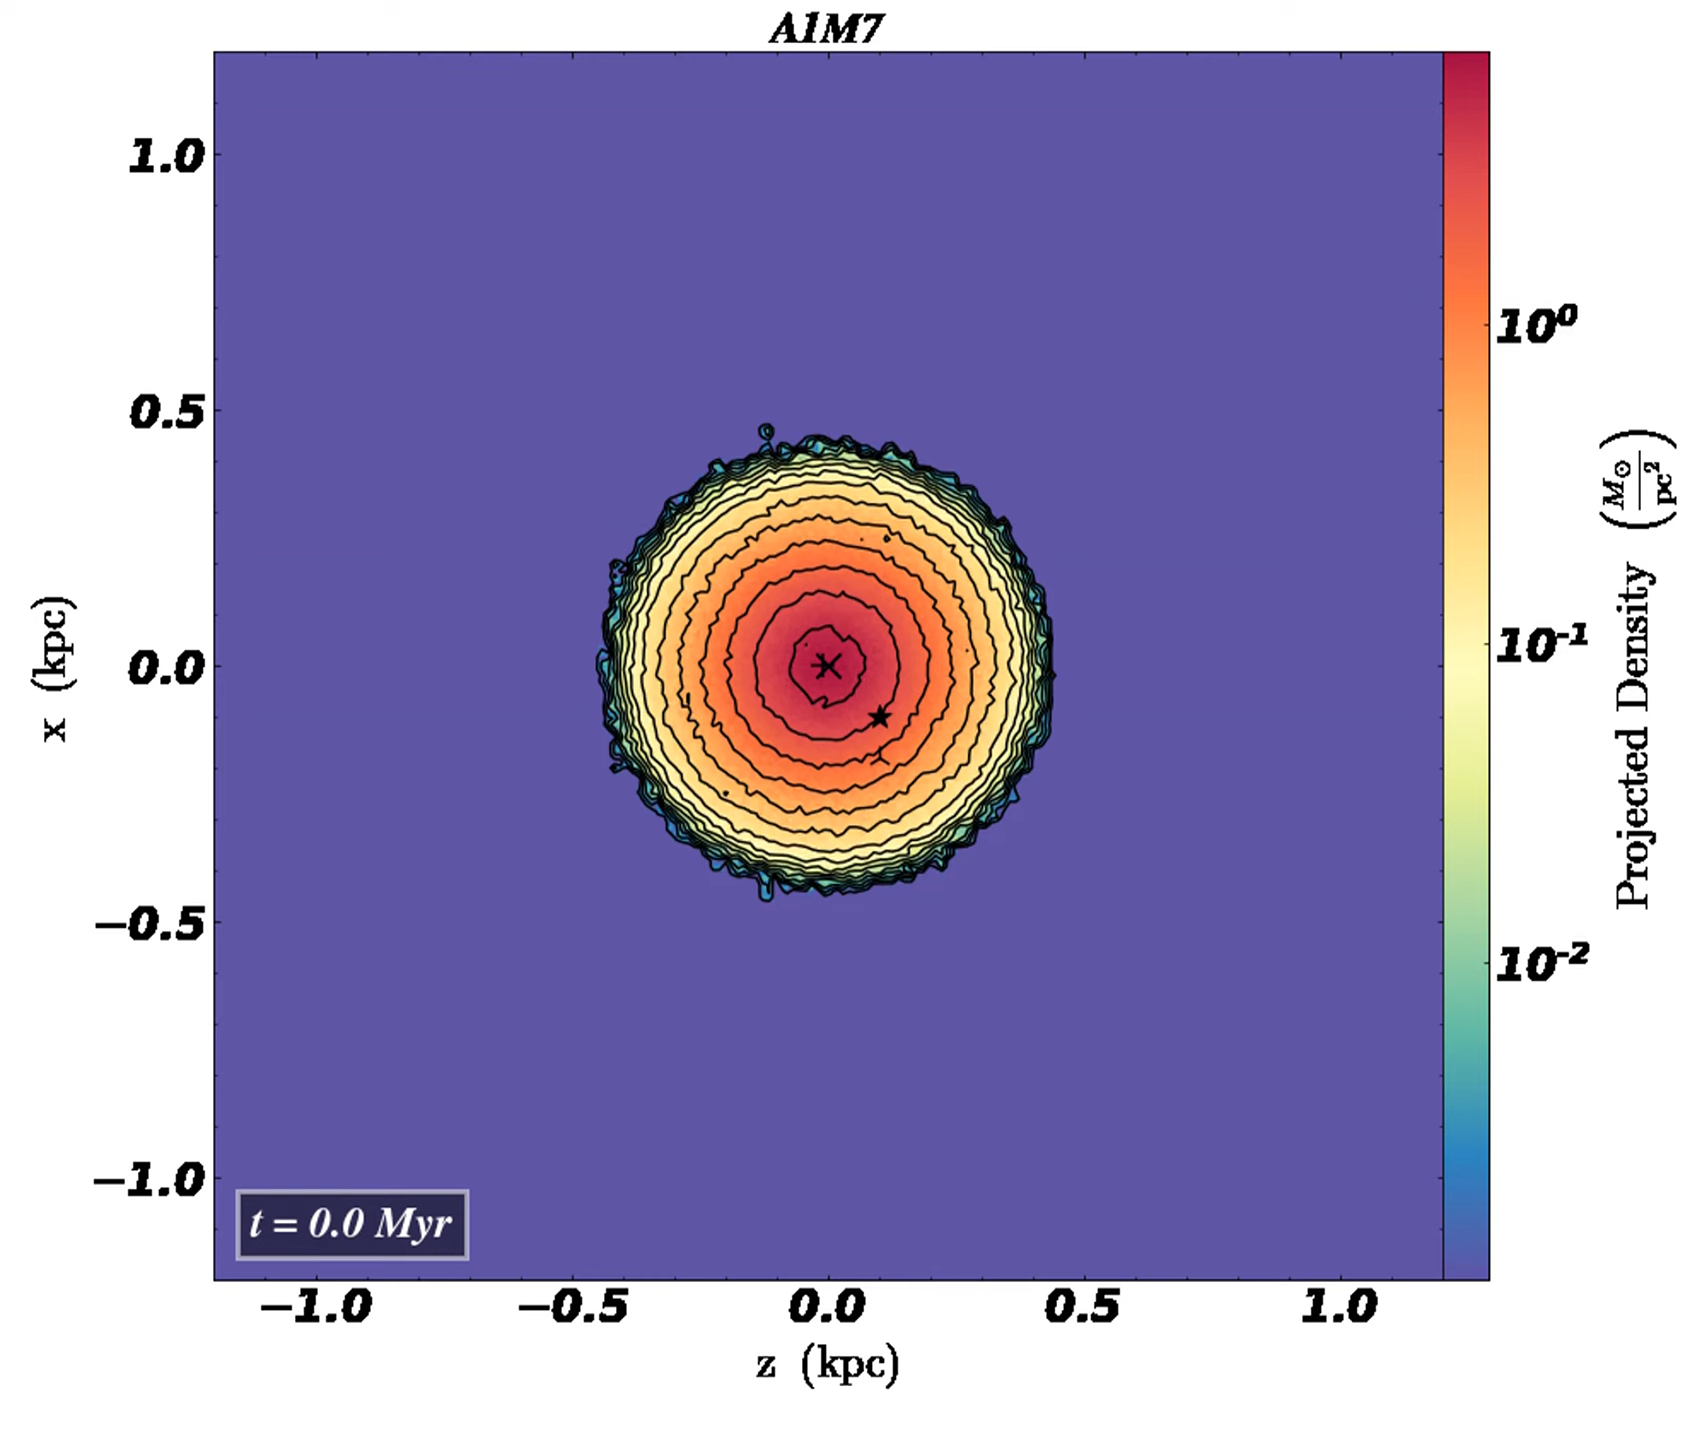 A1M7
1.0
0.5
0.0
−0.5
−1.0
x (kpc)
t = 0.0 Myr
−1.0 −0.5 0.0 0.5 1.0
z (kpc)
10⁰
10⁻¹
10⁻²
Projected Density (M☉/pc²)